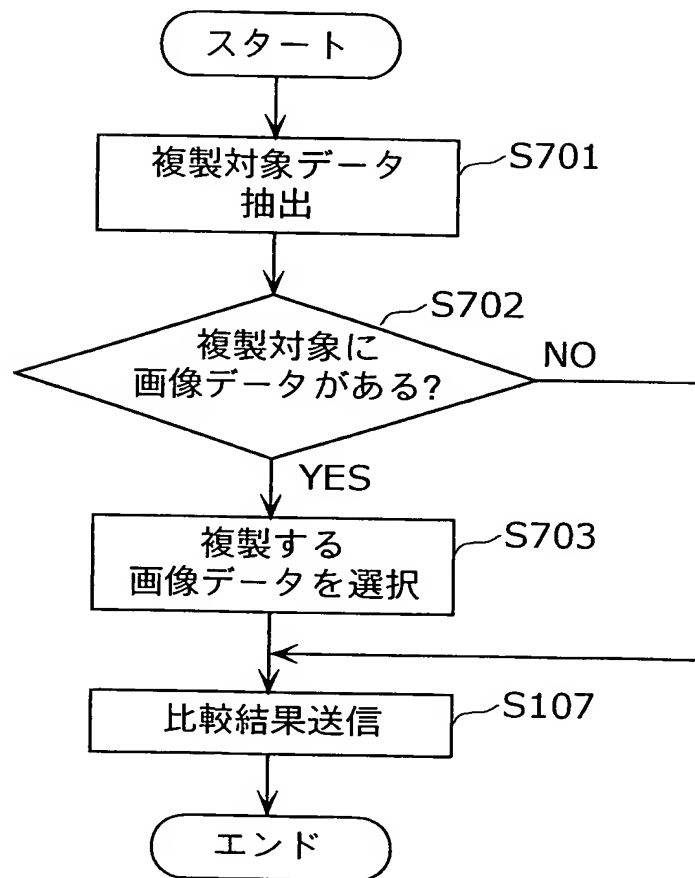 スタート
複製対象データ
抽出
S701
S702
複製対象に
画像データがある?
NO
YES
複製する
画像データを選択
S703
比較結果送信
S107
エンド